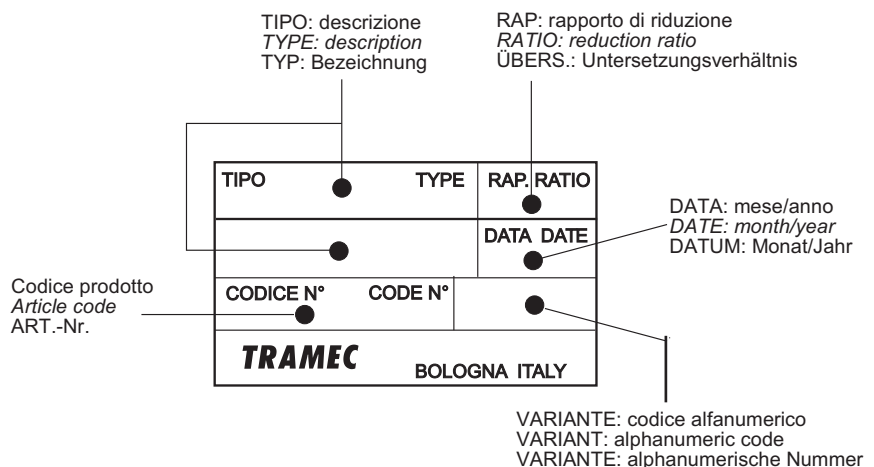 TIPO: descrizione
TYPE: description
TYP: Bezeichnung
RAP: rapporto di riduzione
RATIO: reduction ratio
ÜBERS.: Untersetzungsverhältnis
TIPO TYPE RAP. RATIO
DATA DATE
DATA: mese/anno
DATE: month/year
DATUM: Monat/Jahr
Codice prodotto
Article code
ART.-Nr.
CODICE N° CODE N°
TRAMEC BOLOGNA ITALY
VARIANTE: codice alfanumerico
VARIANT: alphanumeric code
VARIANTE: alphanumerische Nummer